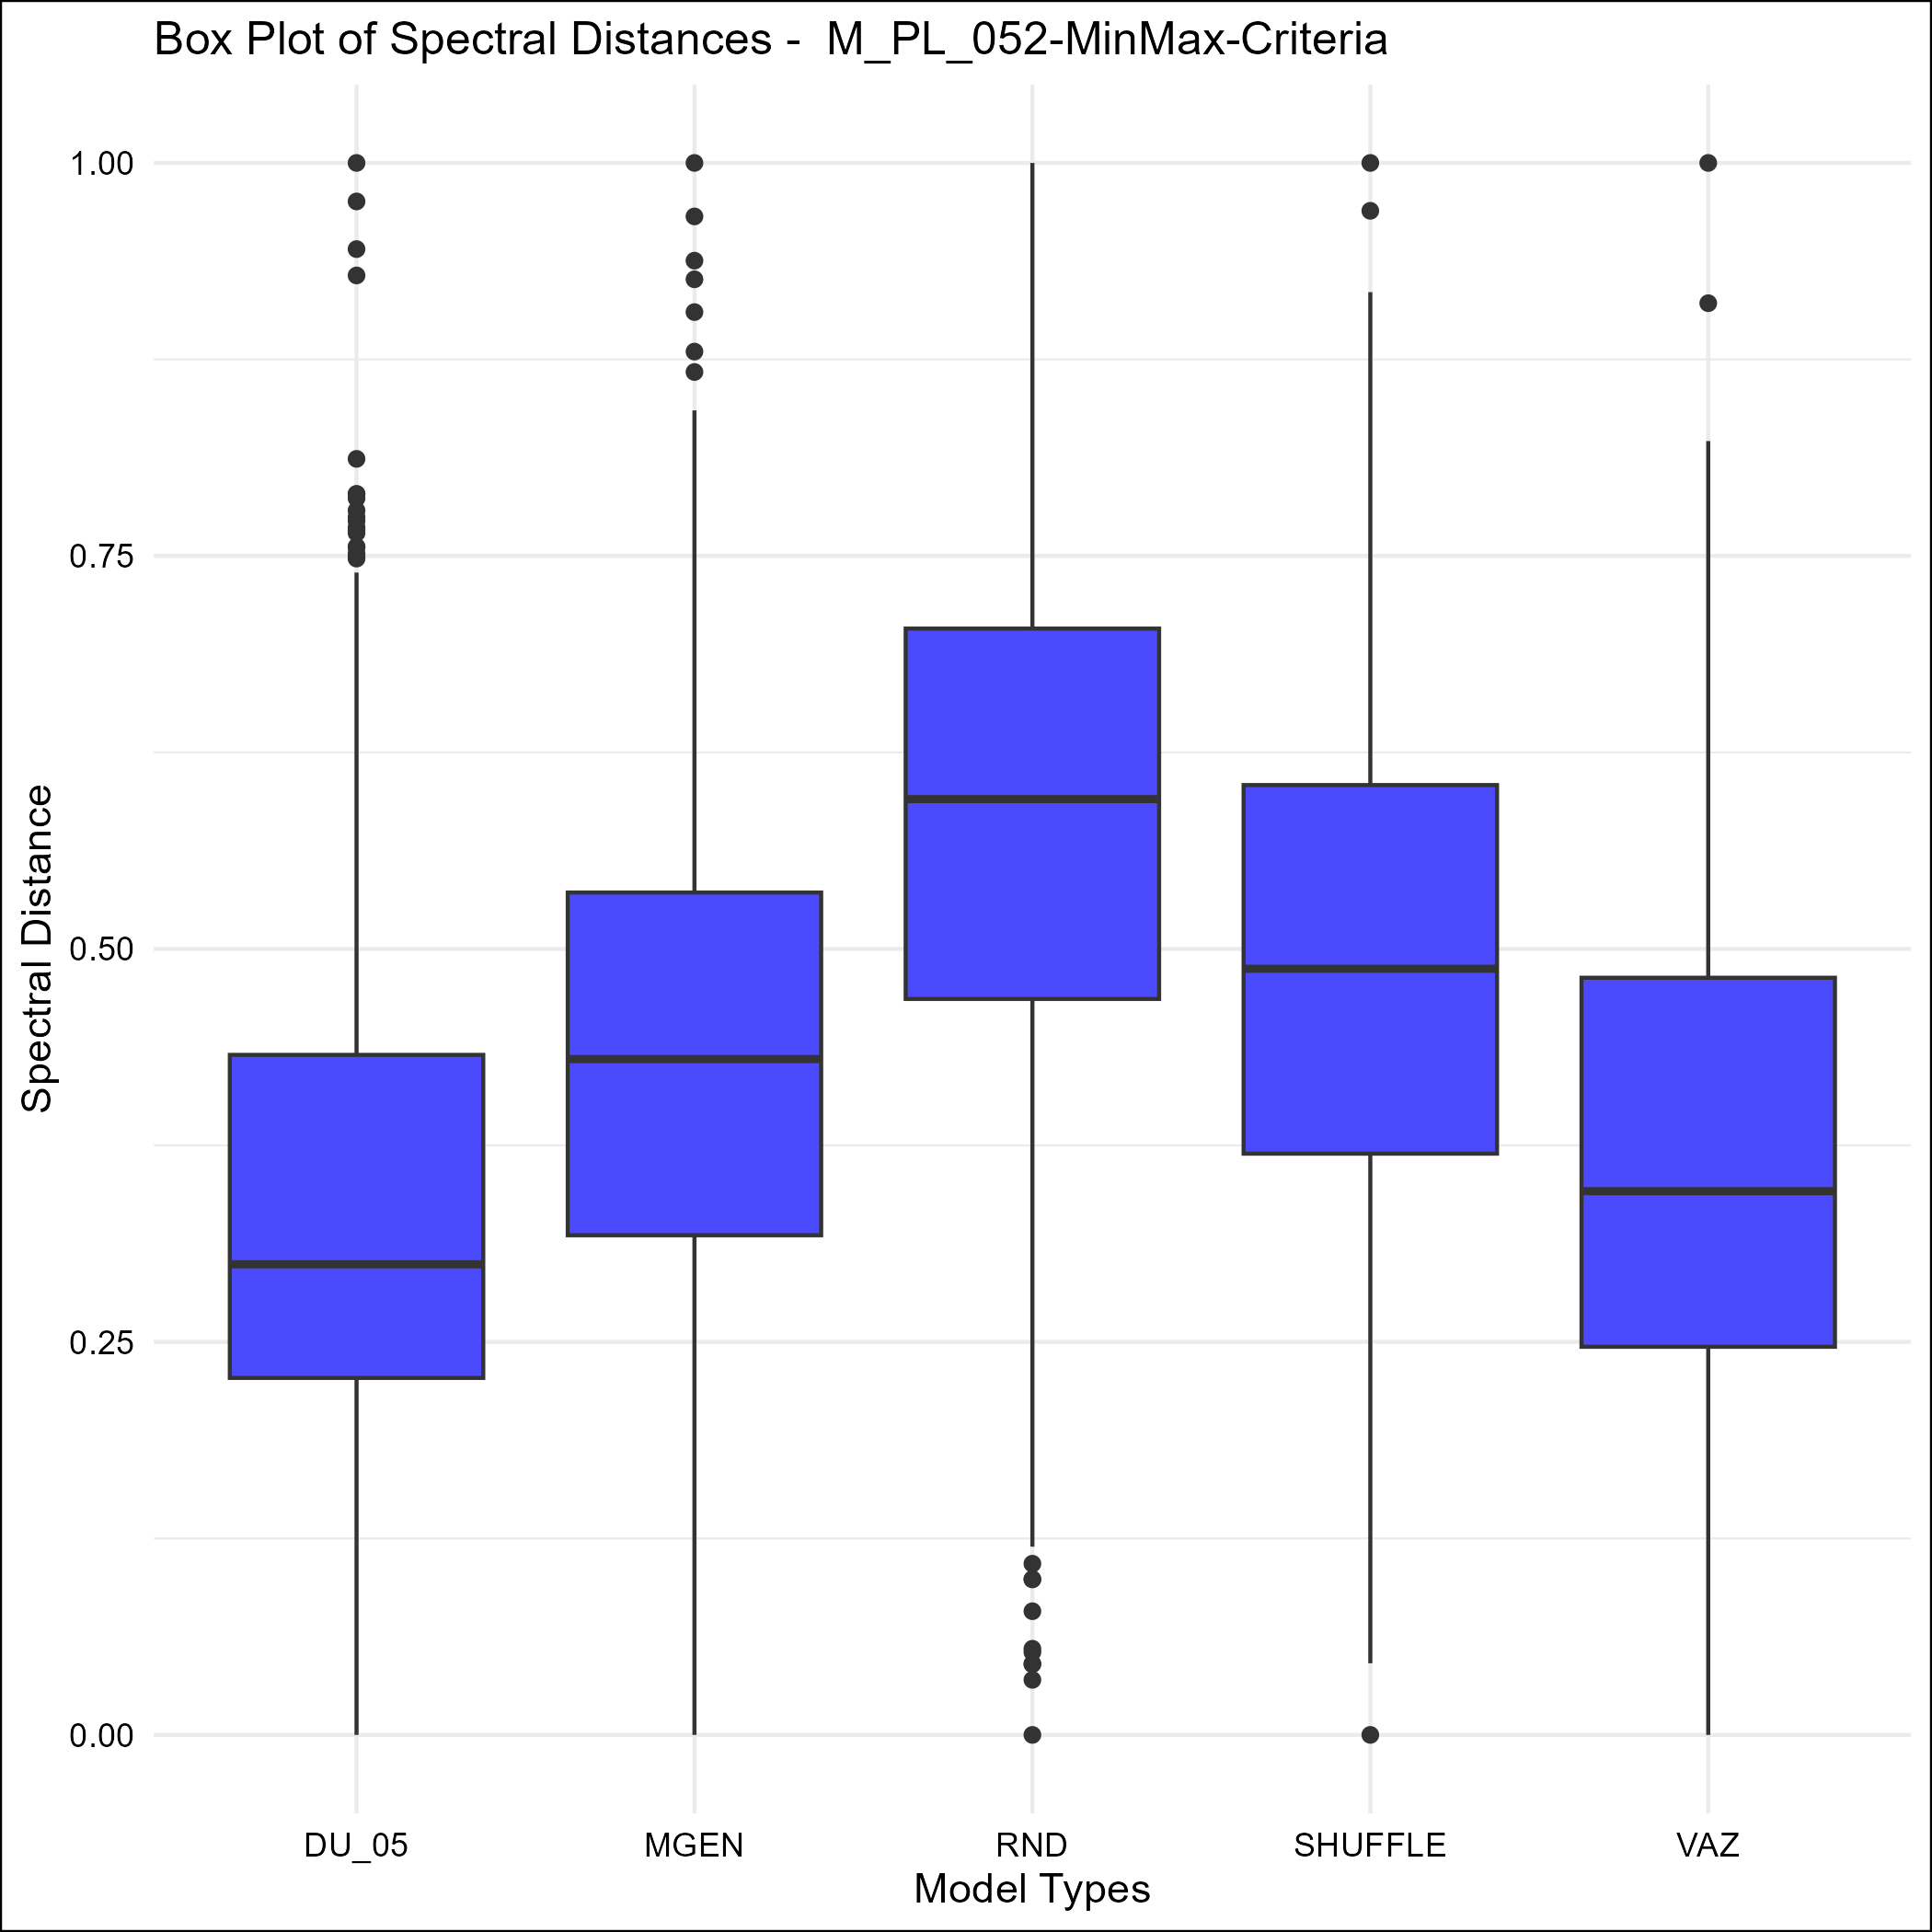 Box Plot of Spectral Distances -  M_PL_052-MinMax-Criteria
Spectral Distance
1.00
0.75
0.50
0.25
0.00
DU_05 MGEN RND SHUFFLE VAZ
Model Types